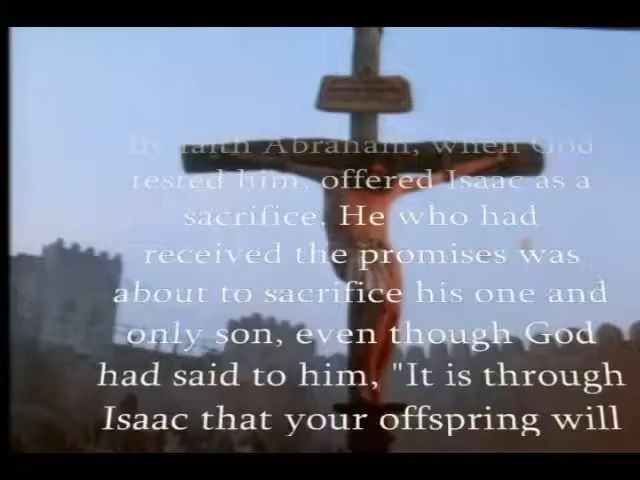 By faith Abraham, when God
tested him, offered Isaac as a
sacrifice. He who had
received the promises was
about to sacrifice his one and
only son, even though God
had said to him, "It is through
Isaac that your offspring will